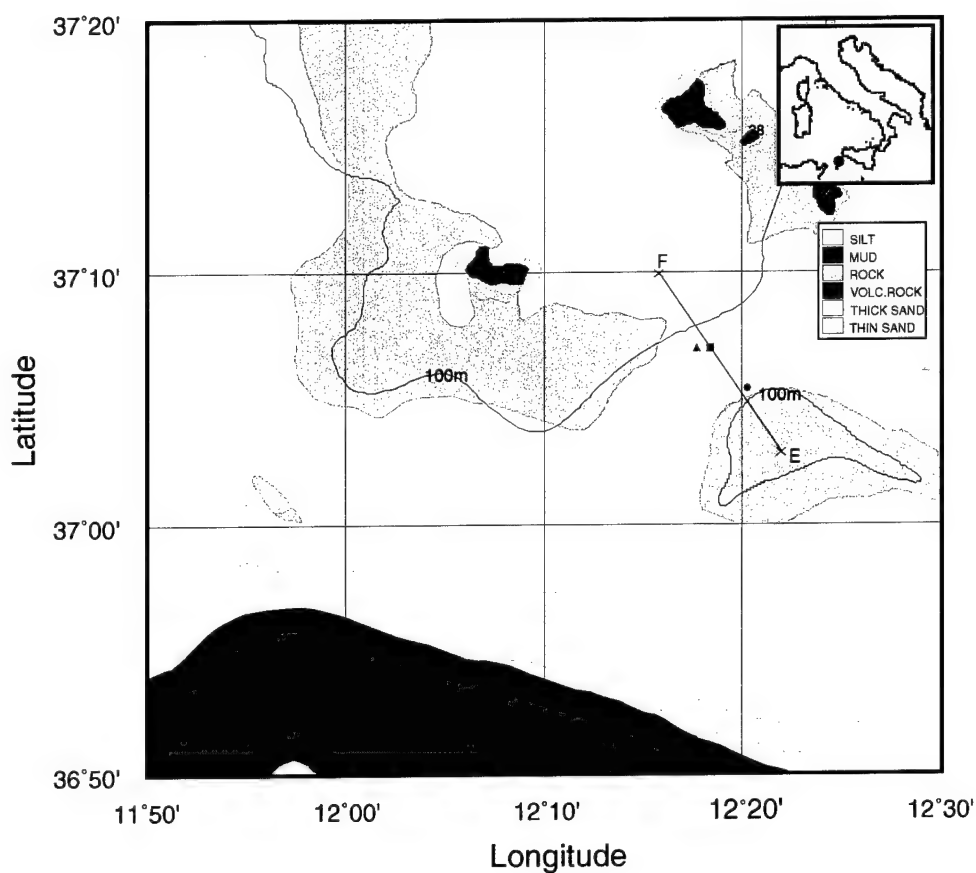 37°20'
38
SILT
MUD
ROCK
VOLC.ROCK
THICK SAND
THIN SAND
F
37°10'
Latitude
100m
100m
E
37°00'
36°50'
11°50' 12°00' 12°10' 12°20' 12°30'
Longitude